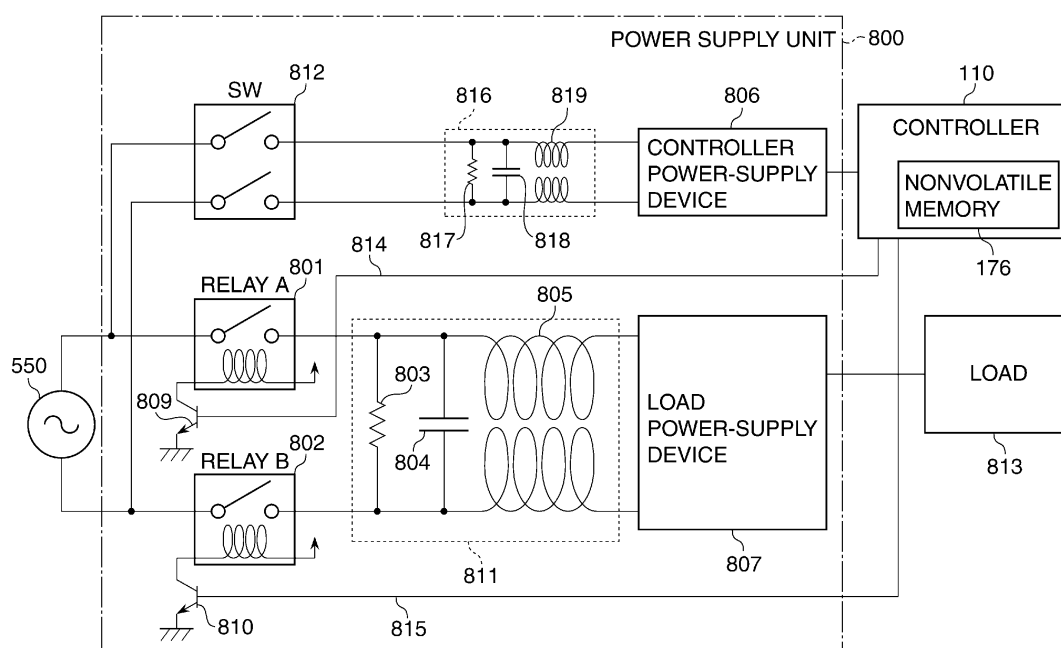 POWER SUPPLY UNIT 800
812
SW
816
819
806
110
CONTROLLER
CONTROLLER
POWER-SUPPLY
DEVICE
NONVOLATILE
MEMORY
817
818
814
176
801
RELAY A
805
550
803
809
804
LOAD
POWER-SUPPLY
DEVICE
LOAD
802
RELAY B
813
811
807
810
815